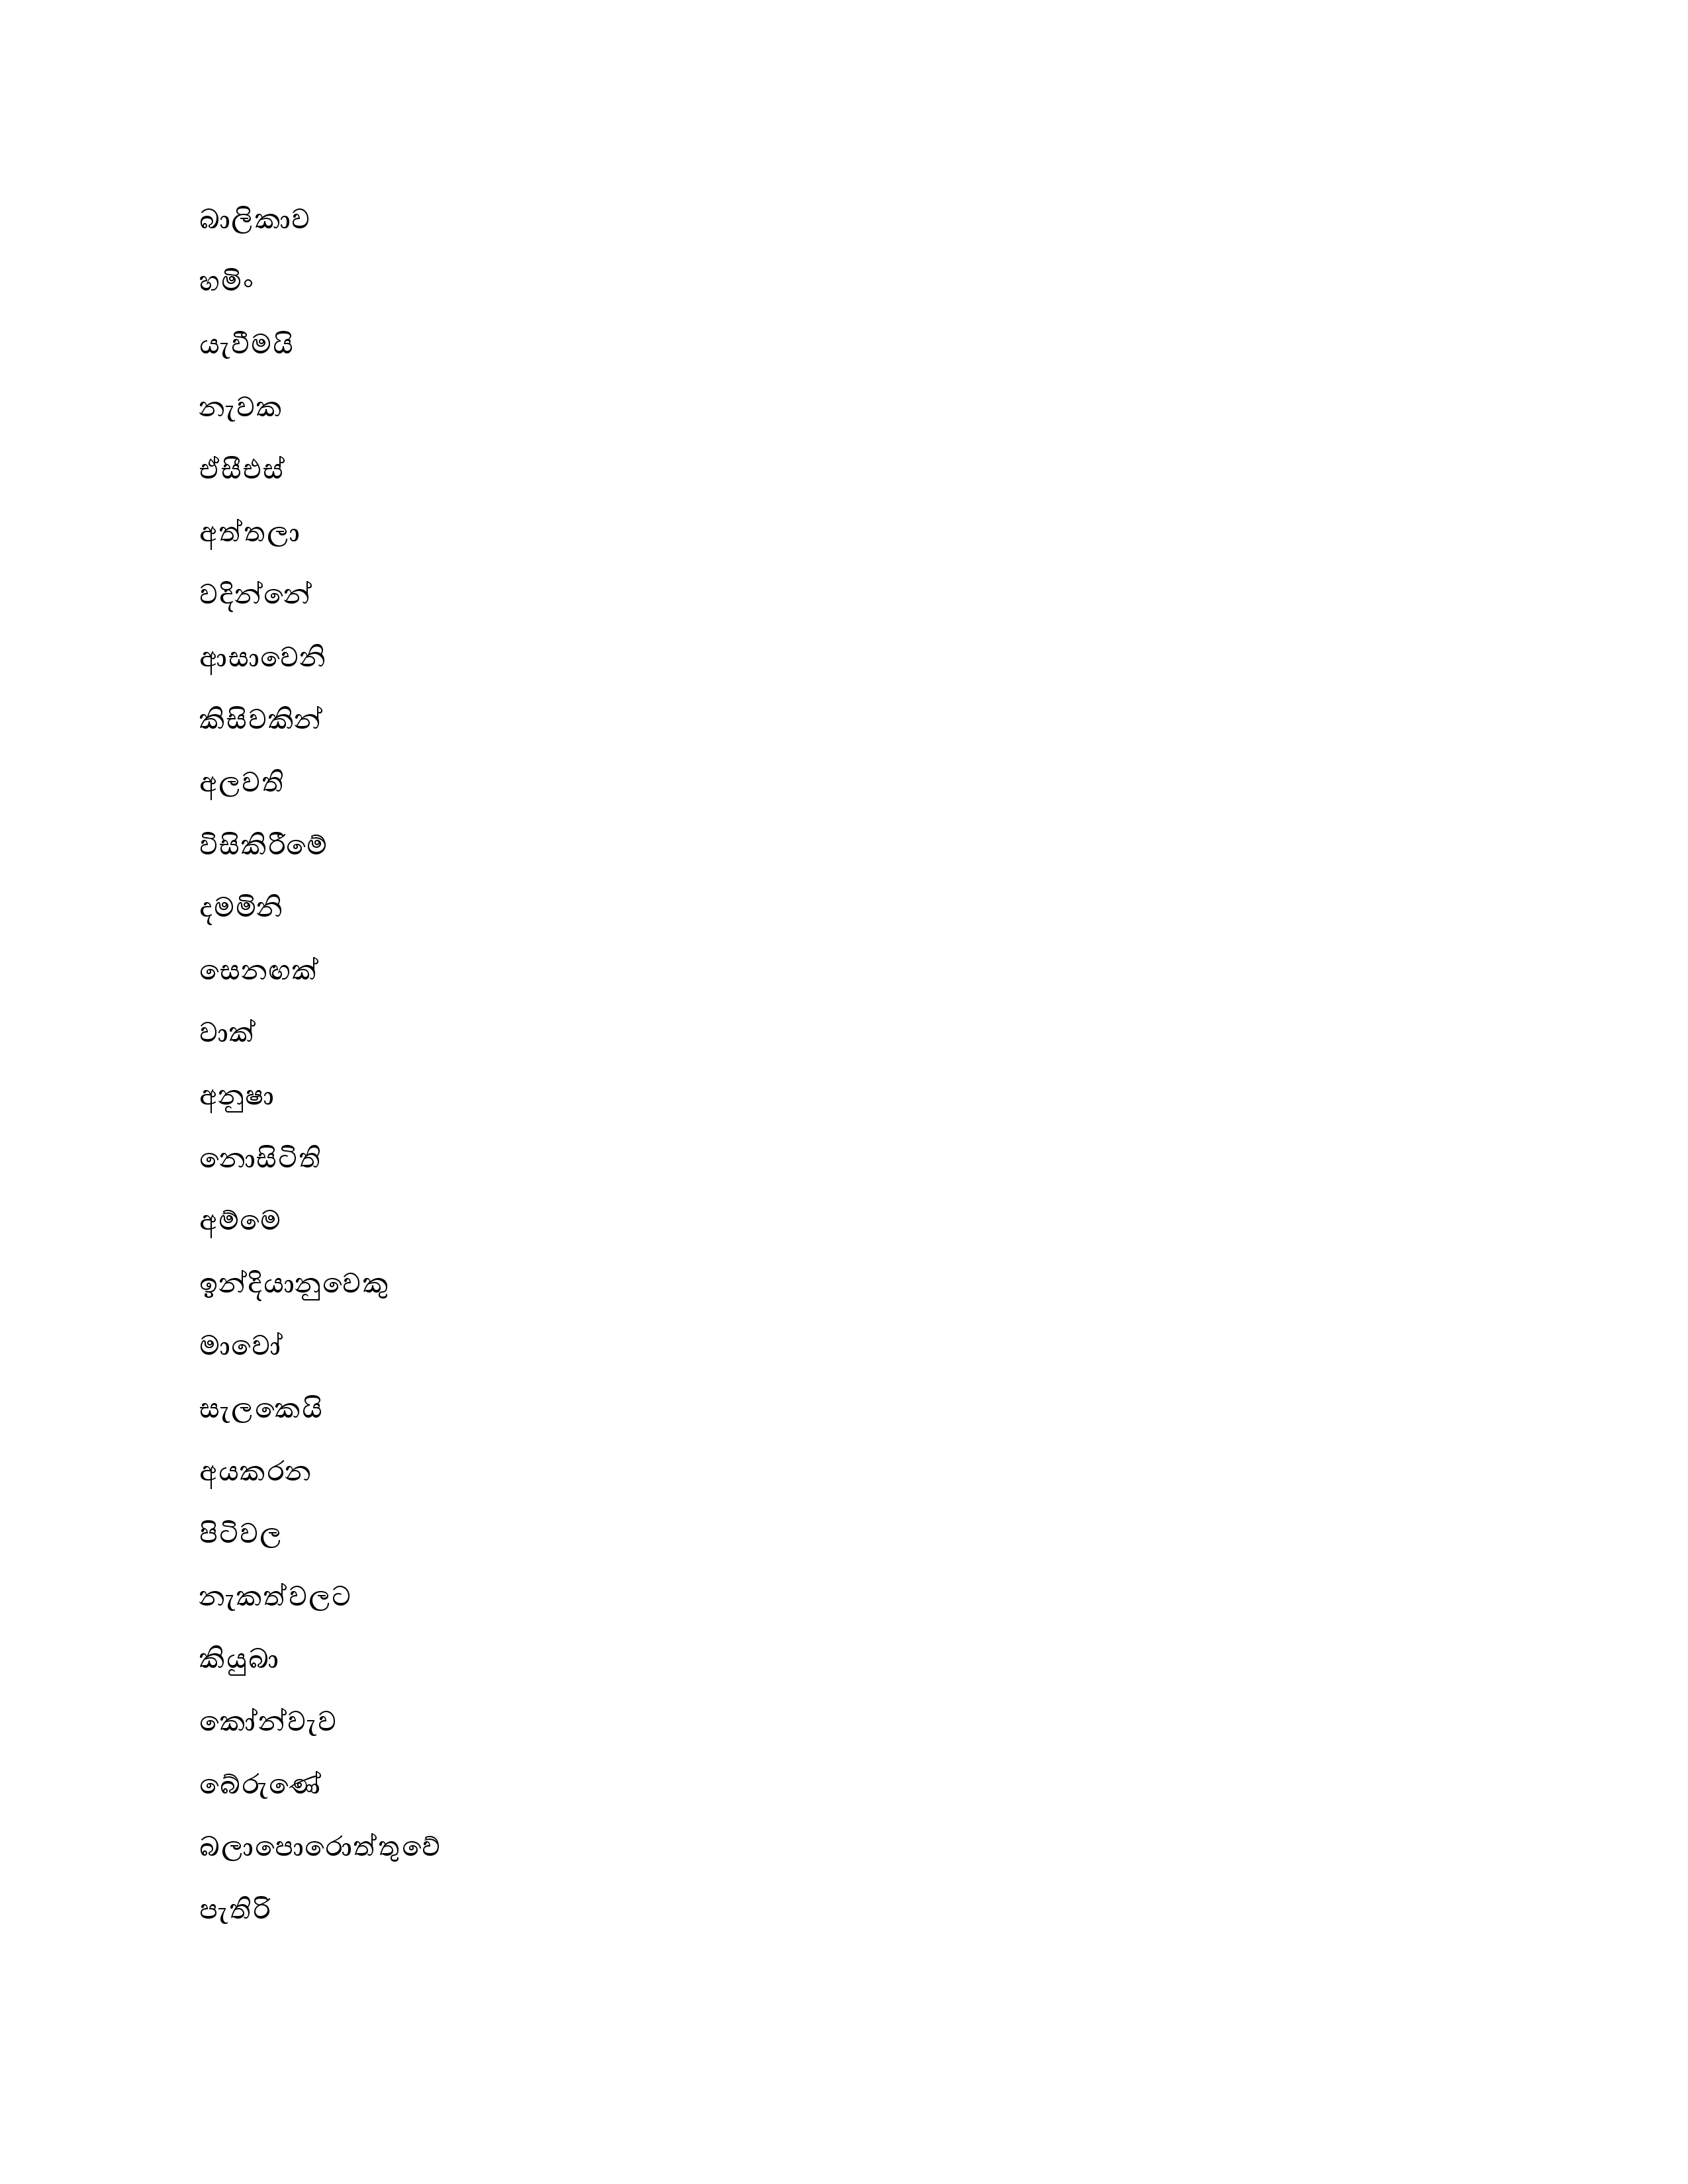 බාලිකාව
හමිං
යැවීමයි
නැවක
ඒසීඑස්
අත්තලා
වදින්නේ
ආසාවෙනි
කිසිවකින්
අලවති
විසිකිරීමේ
දමමිනි
සෙනඟක්
වාක්
අනුෂා
නොසිටිති
අම්මෙ
ඉන්දියානුවෙකු
මාවෝ
සැලකෙයි
අයකරන
පිටිවල
නැකත්වලට
කියුබා
කෝන්වැව
බේරුණේ
බලාපොරොත්තුවේ
පැතිරි